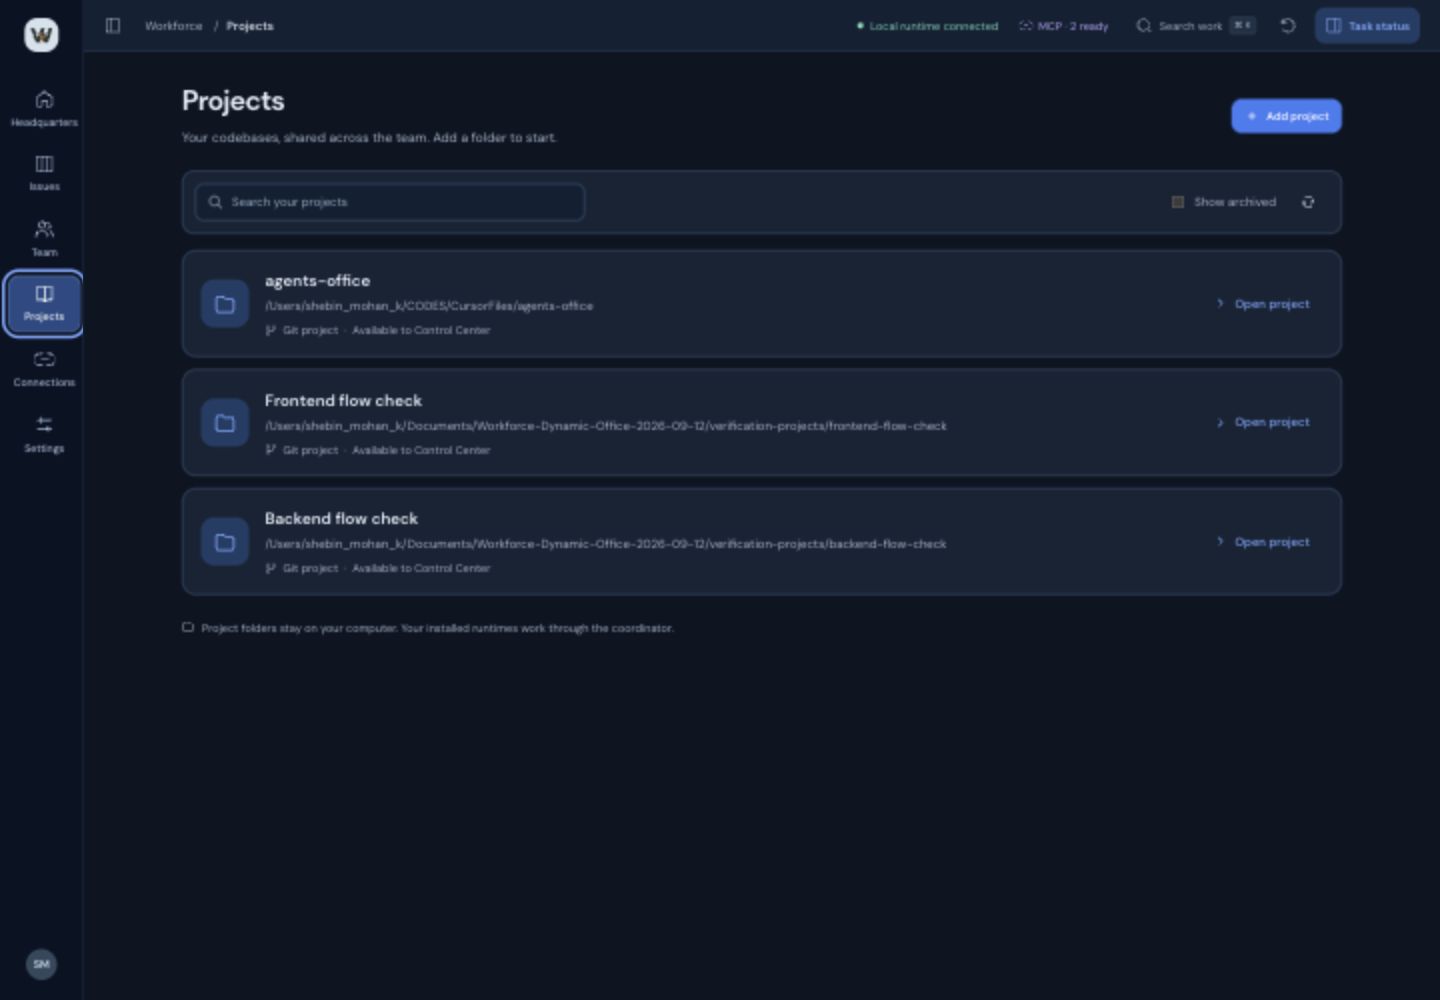 W
Workforce / Projects
Local runtime connected
MCP · 2 ready
Search work
Task status
Headquarters
Issues
Team
Projects
Connections
Settings
SM
Projects
Your codebases, shared across the team. Add a folder to start.
+ Add project
Search your projects
Show archived
agents-office
/Users/shebin_mohan_k/CODES/CursorFiles/agents-office
Git project · Available to Control Center
Open project
Frontend flow check
/Users/shebin_mohan_k/Documents/Workforce-Dynamic-Office-2026-09-12/verification-projects/frontend-flow-check
Git project · Available to Control Center
Open project
Backend flow check
/Users/shebin_mohan_k/Documents/Workforce-Dynamic-Office-2026-09-12/verification-projects/backend-flow-check
Git project · Available to Control Center
Open project
Project folders stay on your computer. Your installed runtimes work through the coordinator.